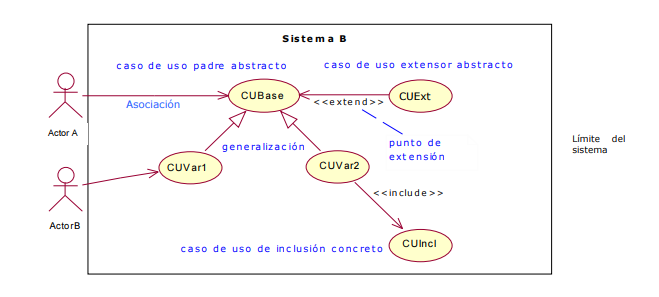 Sistema B
caso de uso padre abstracto
caso de uso extensor abstracto
CUBase
CUExt
<<extend>>
Asociación
Actor A
generalización
punto de
extensión
Límite del
sistema
CUVar1
CUVar2
<<include>>
ActorB
caso de uso de inclusión concreto
CUIncl